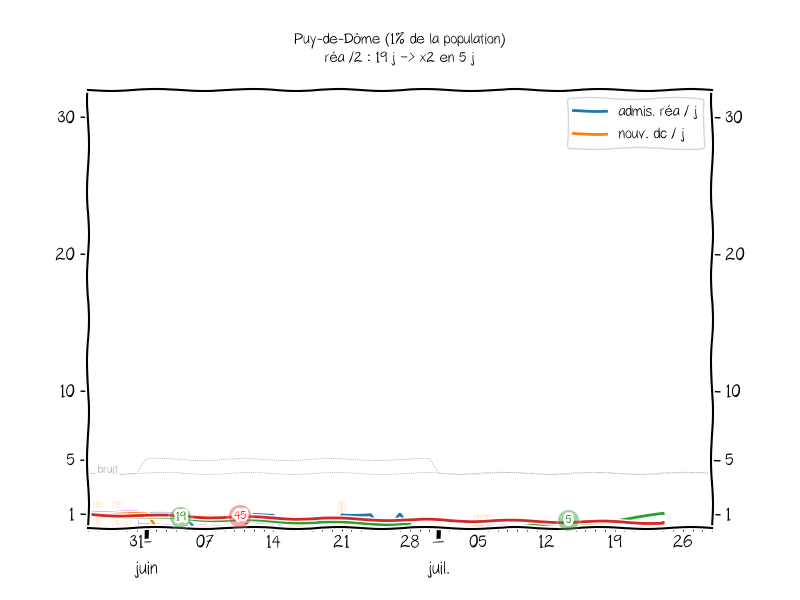 Puy-de-Dôme (1% de la population)
réa /2 : 19 j -> x2 en 5 j
admis. réa / j
nouv. dc / j
30 30
20 20
10 10
5 5
bruit
1 1
19 45 5
31 07 14 21 28 05 12 19 26
juin juil.